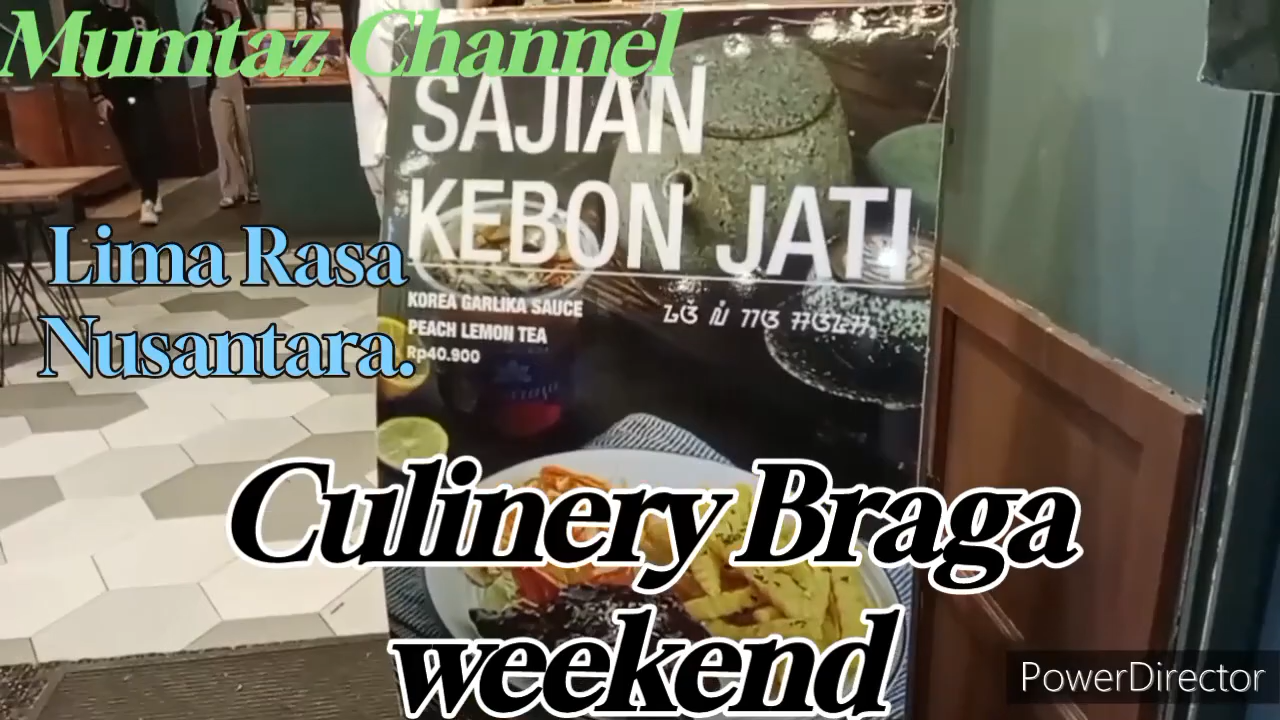 Mumtaz Channel
SAJIAN
KEBON JATI
Lima Rasa
Nusantara.
KOREA GARLIKA SAUCE
PEACH LEMON TEA
Rp40.900
Culinery Braga
weekend
PowerDirector